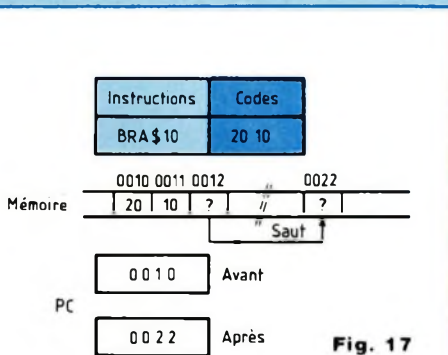 Instructions Codes
BRA$10 20 10
0010 0011 0012 0022
Mémoire 20 10 ? // ?
Saut
0010 Avant
PC
0022 Après
Fig. 17